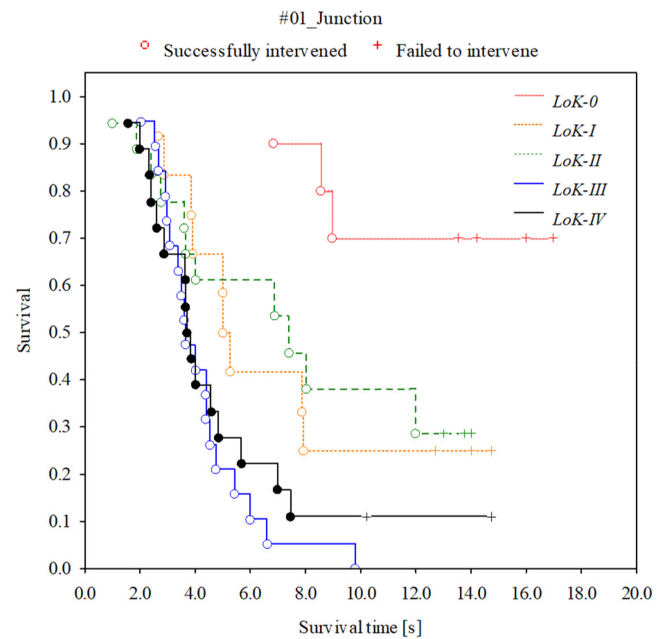 #01_Junction
Successfully intervened
Failed to intervene
1.0
0.9
0.8
0.7
0.6
0.5
0.4
0.3
0.2
0.1
0.0
Survival
LoK-0
LoK-I
LoK-II
LoK-III
LoK-IV
0.0 2.0 4.0 6.0 8.0 10.0 12.0 14.0 16.0 18.0 20.0
Survival time [s]